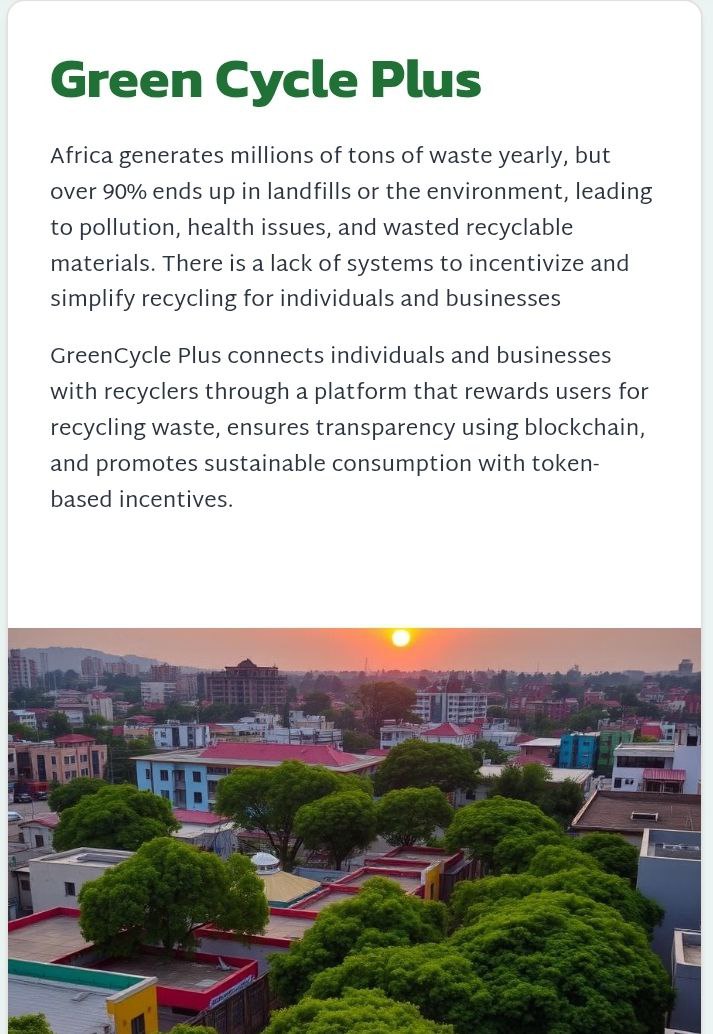 Green Cycle Plus
Africa generates millions of tons of waste yearly, but
over 90% ends up in landfills or the environment, leading
to pollution, health issues, and wasted recyclable
materials. There is a lack of systems to incentivize and
simplify recycling for individuals and businesses
GreenCycle Plus connects individuals and businesses
with recyclers through a platform that rewards users for
recycling waste, ensures transparency using blockchain,
and promotes sustainable consumption with token-
based incentives.